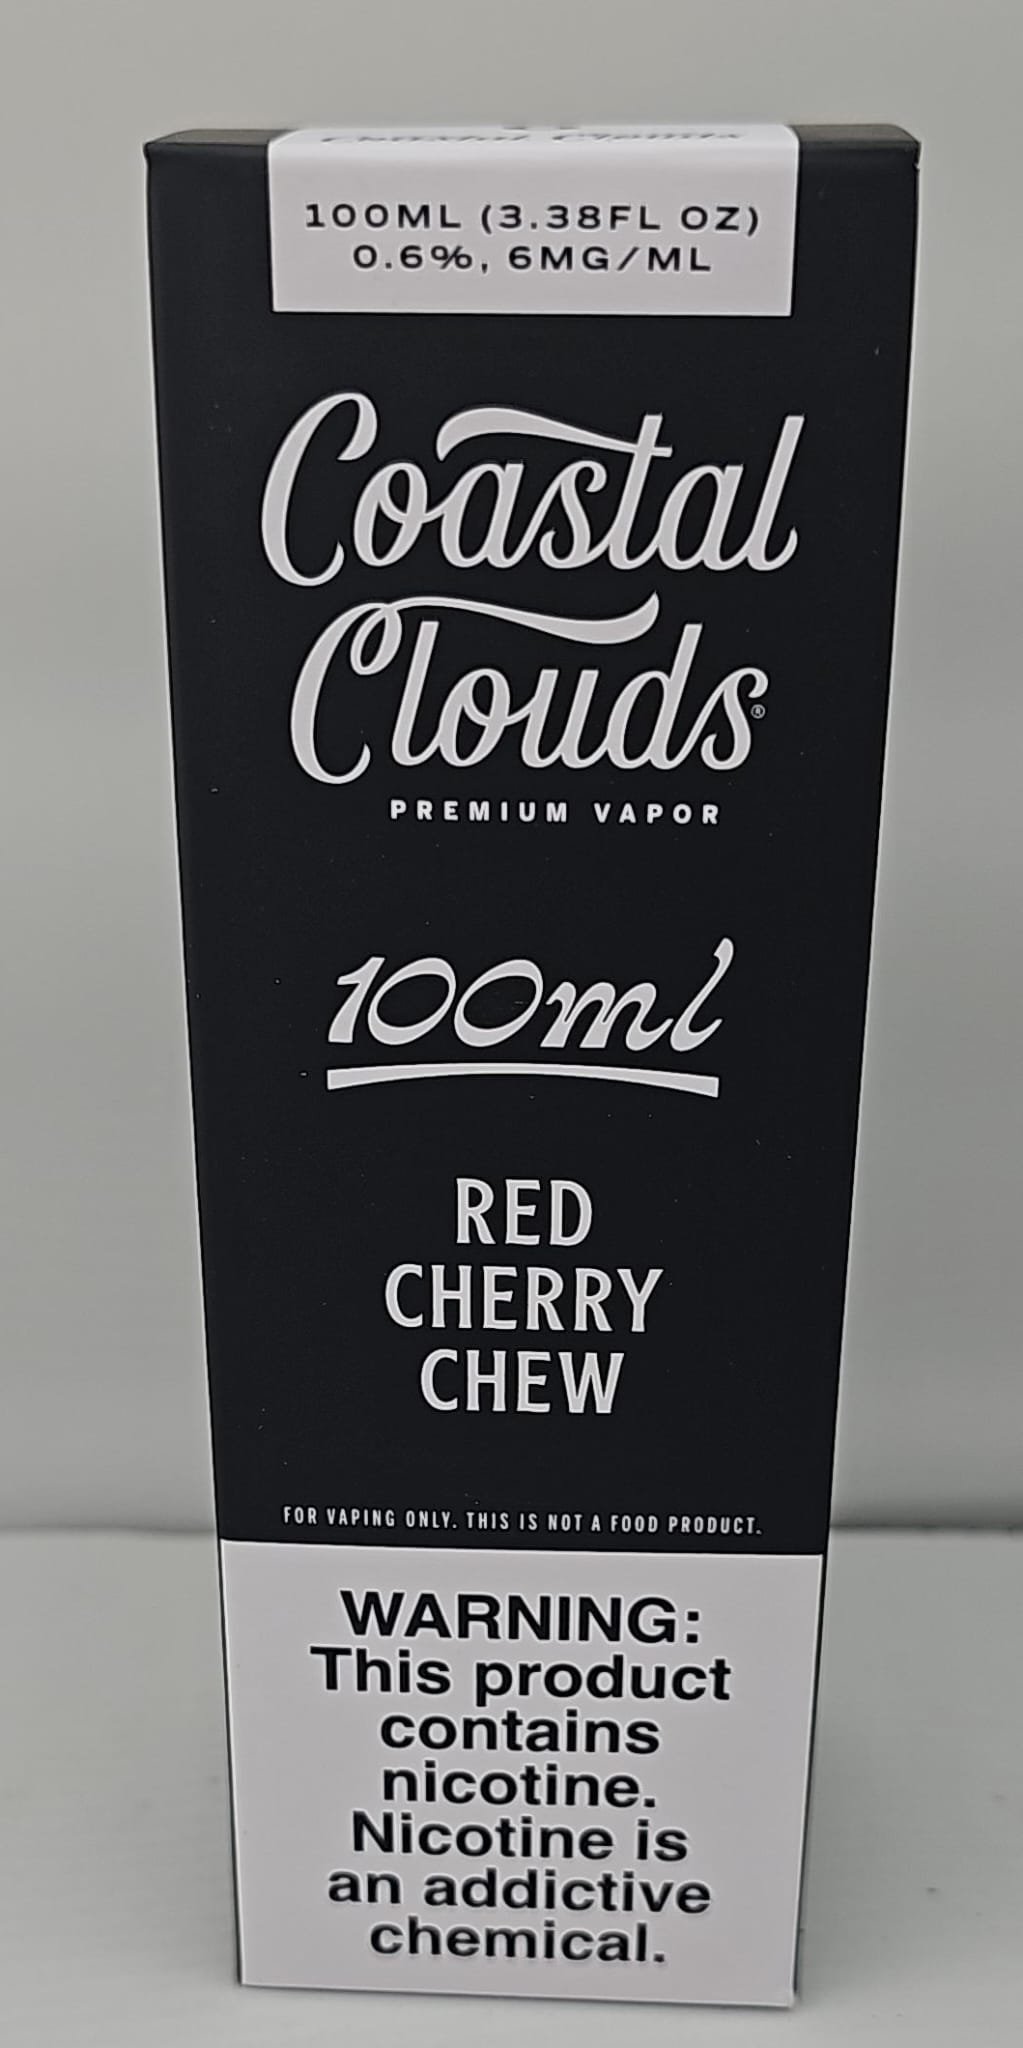 100ML (3.38FL OZ)
0.6%, 6MG/ML
Coastal
Clouds®
PREMIUM VAPOR
100ml
RED
CHERRY
CHEW
FOR VAPING ONLY. THIS IS NOT A FOOD PRODUCT.
WARNING:
This product
contains
nicotine.
Nicotine is
an addictive
chemical.